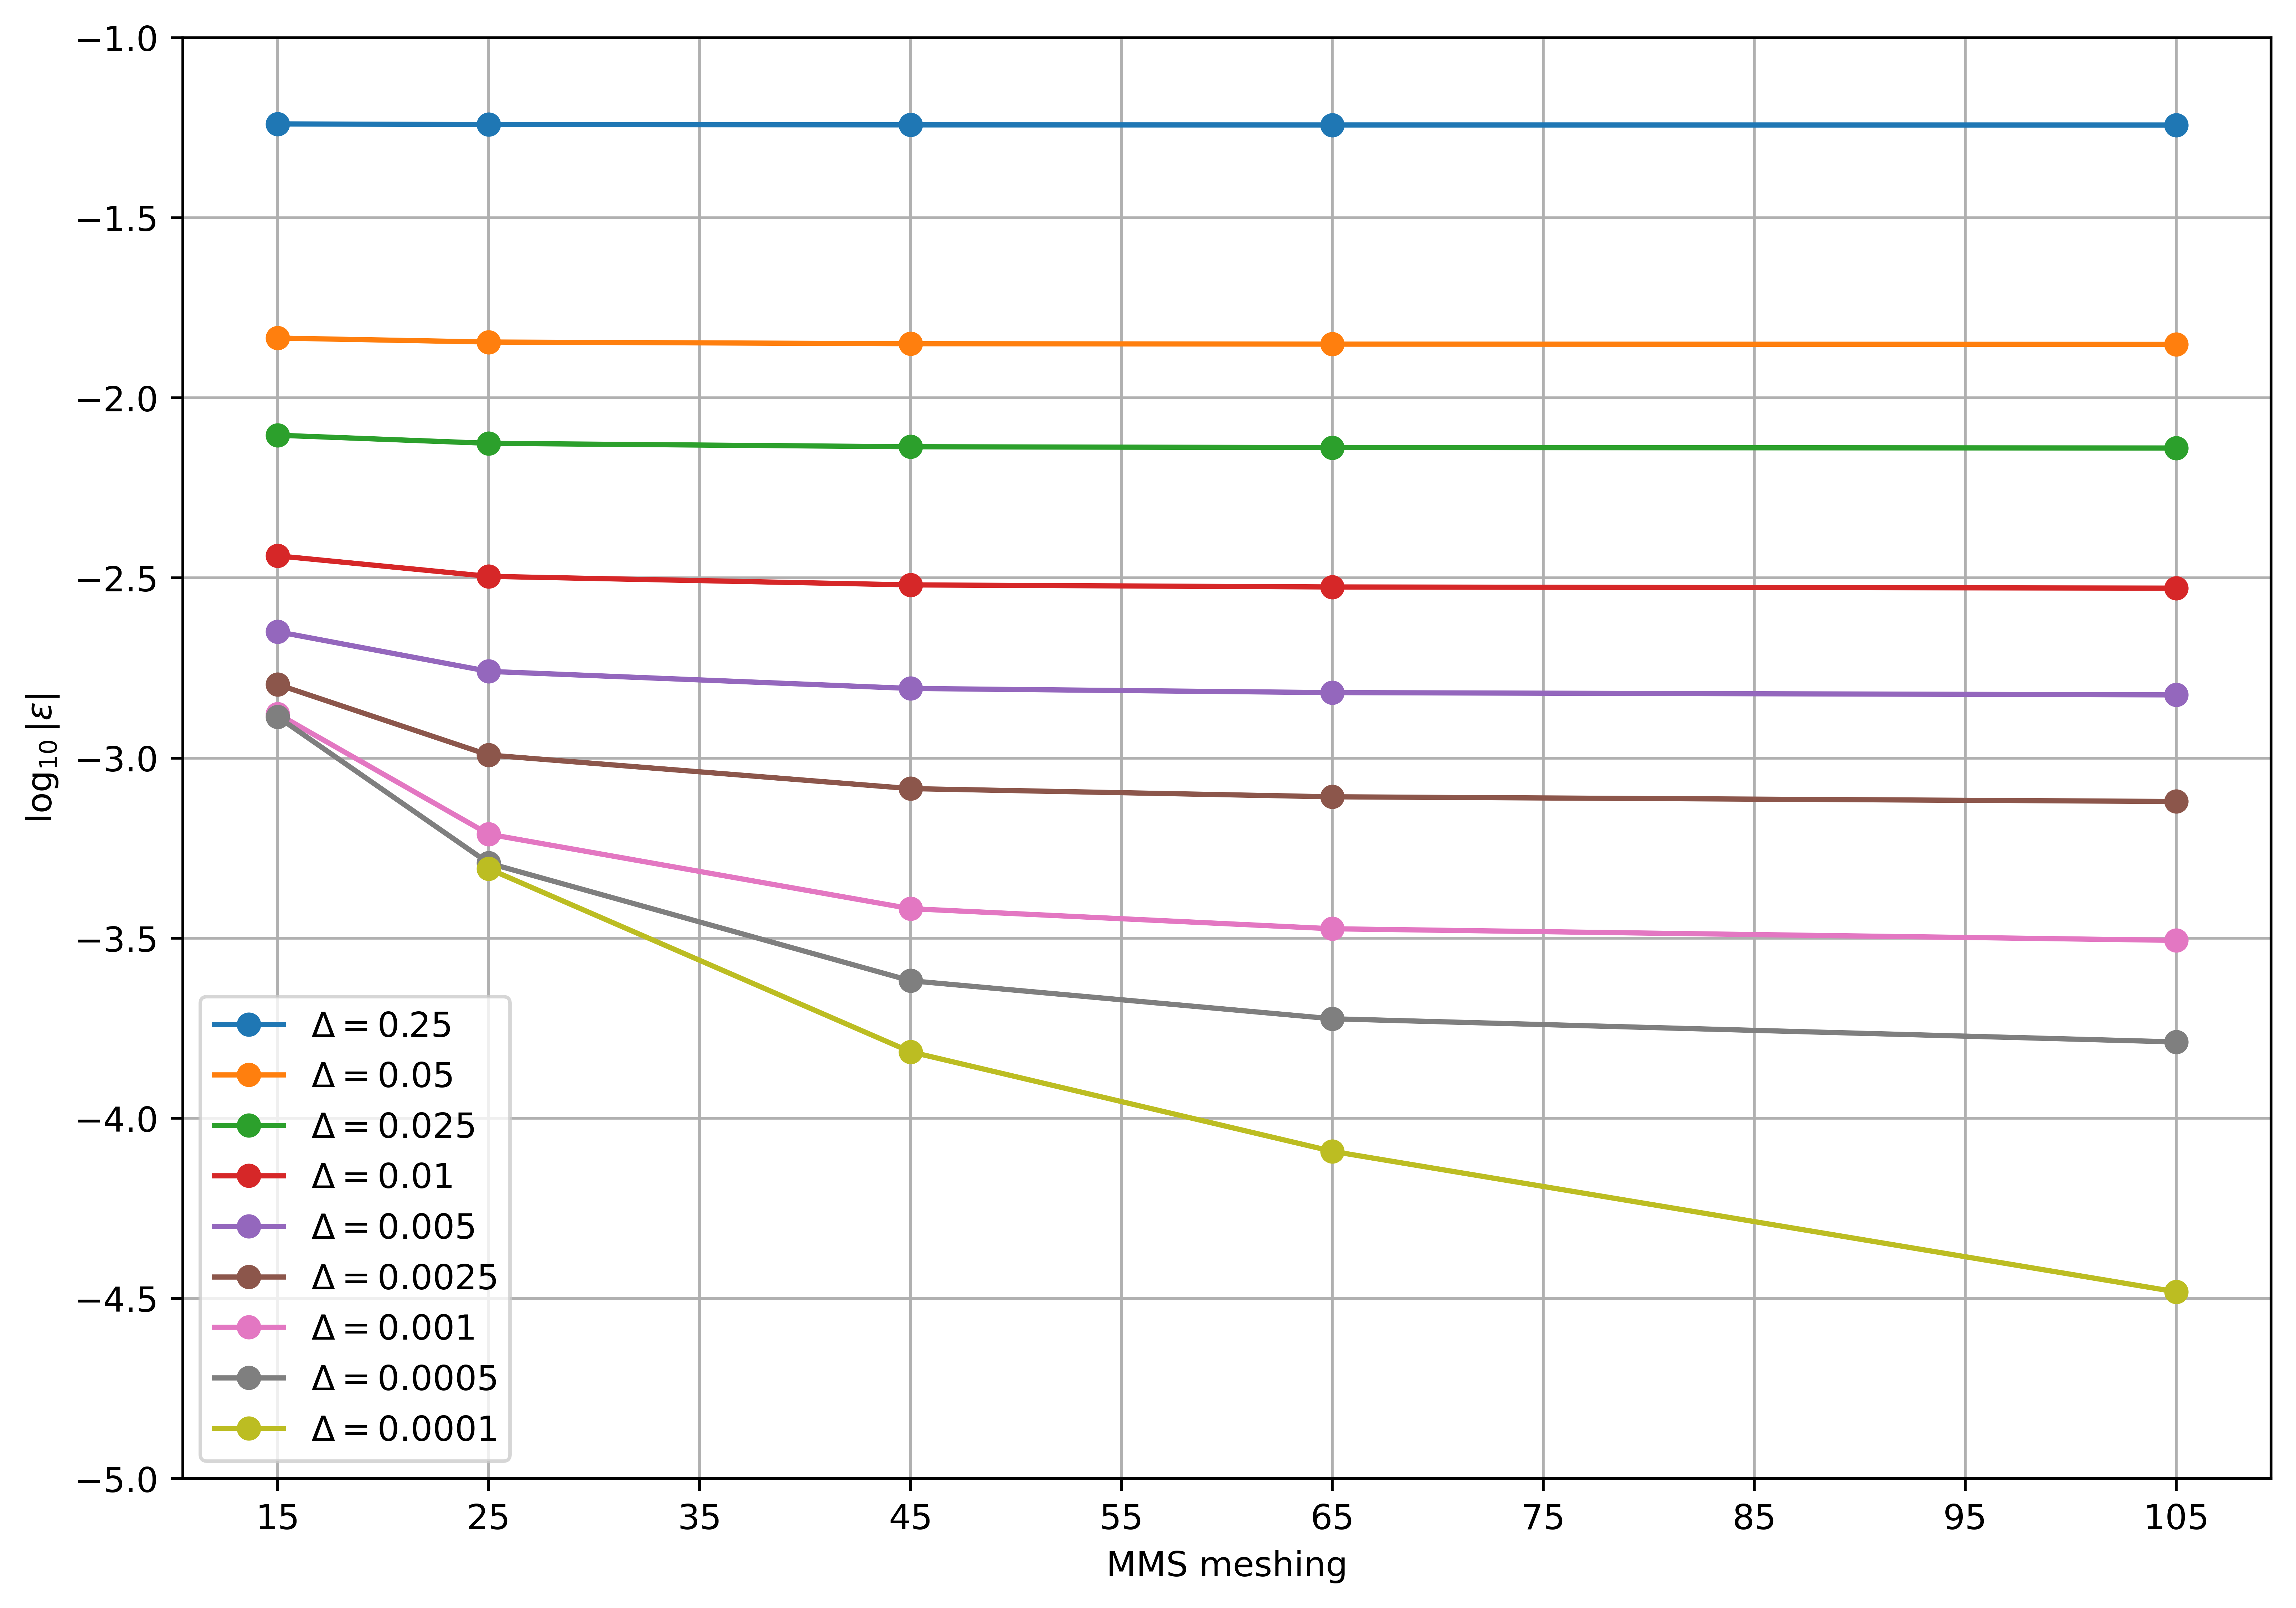 −1.0
−1.5
−2.0
−2.5
−3.0
−3.5
−4.0
−4.5
−5.0
log₁₀ |ε|
Δ = 0.25
Δ = 0.05
Δ = 0.025
Δ = 0.01
Δ = 0.005
Δ = 0.0025
Δ = 0.001
Δ = 0.0005
Δ = 0.0001
15 25 35 45 55 65 75 85 95 105
MMS meshing